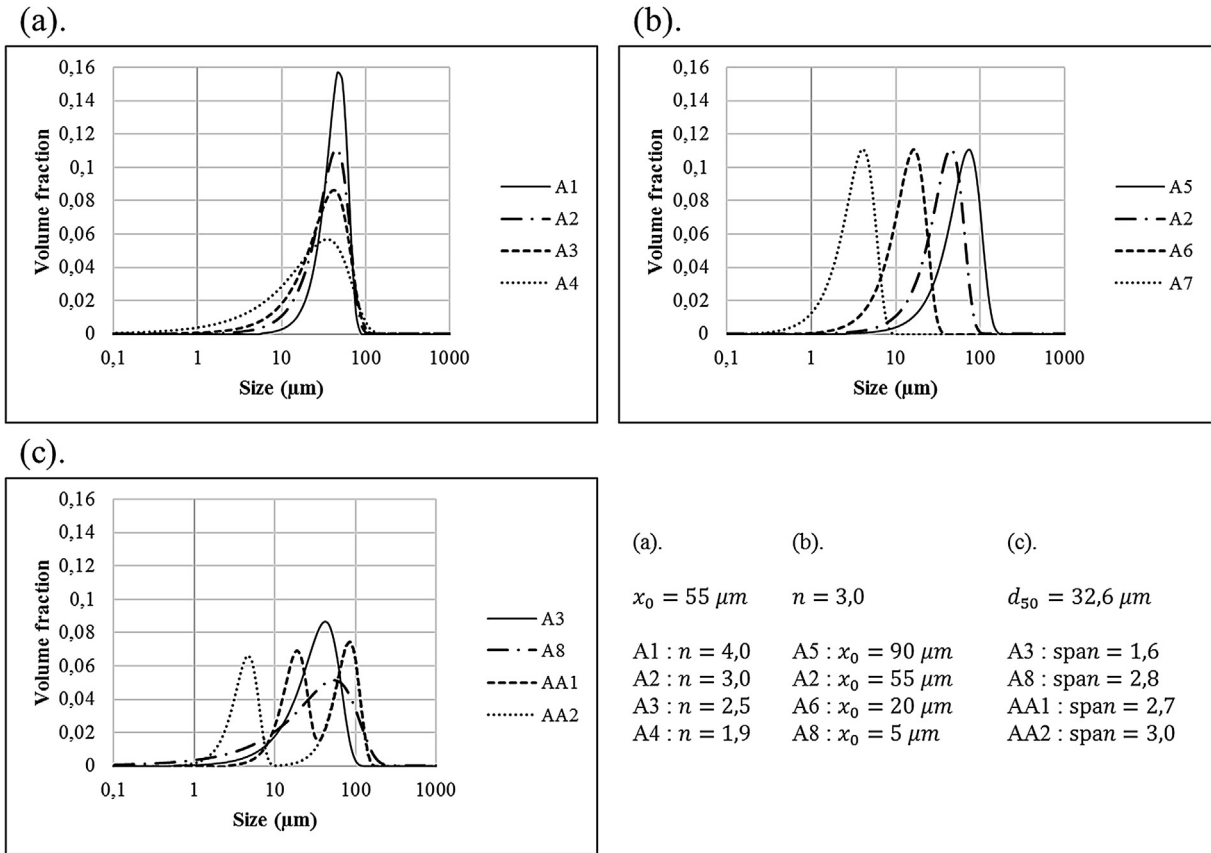 (a).
0,16
0,14
0,12
0,1
0,08
0,06
0,04
0,02
0
Volume fraction
0,1 1 10 100 1000
Size (µm)
A1
A2
A3
A4
(b).
0,16
0,14
0,12
0,1
0,08
0,06
0,04
0,02
0
Volume fraction
0,1 1 10 100 1000
Size (µm)
A5
A2
A6
A7
(c).
0,16
0,14
0,12
0,1
0,08
0,06
0,04
0,02
0
Volume fraction
0,1 1 10 100 1000
Size (µm)
A3
A8
AA1
AA2
(a).
x₀ = 55 µm
A1 : n = 4,0
A2 : n = 3,0
A3 : n = 2,5
A4 : n = 1,9
(b).
n = 3,0
A5 : x₀ = 90 µm
A2 : x₀ = 55 µm
A6 : x₀ = 20 µm
A8 : x₀ = 5 µm
(c).
d₅₀ = 32,6 µm
A3 : span = 1,6
A8 : span = 2,8
AA1 : span = 2,7
AA2 : span = 3,0